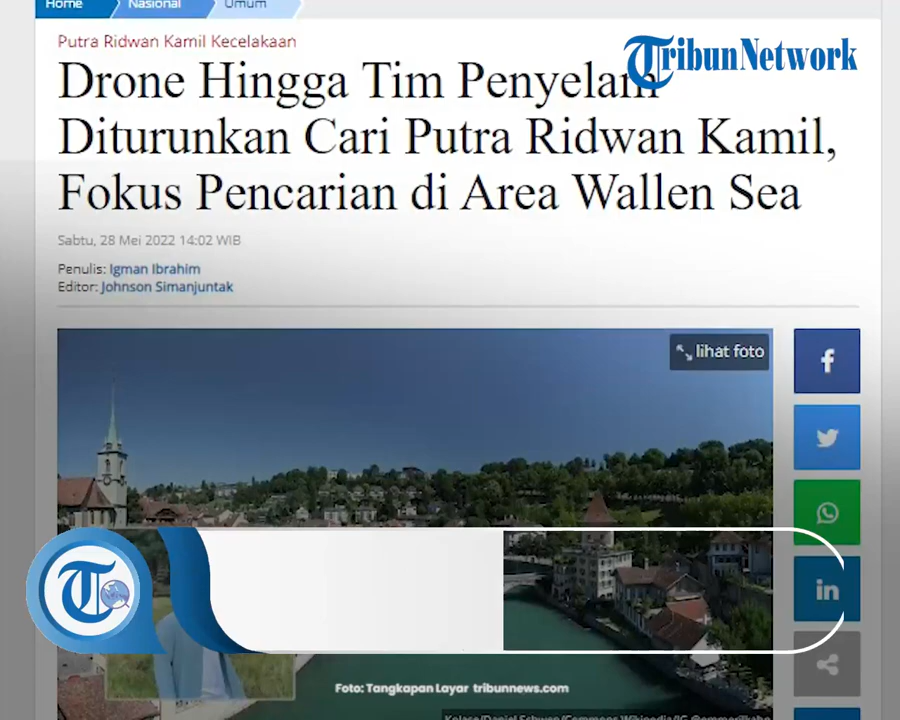 Home Nasional Umum
Putra Ridwan Kamil Kecelakaan
TribunNetwork
Drone Hingga Tim Penyelam
Diturunkan Cari Putra Ridwan Kamil,
Fokus Pencarian di Area Wallen Sea
Sabtu, 28 Mei 2022 14:02 WIB
Penulis: Igman Ibrahim
Editor: Johnson Simanjuntak
lihat foto
f
in
T
Foto: Tangkapan Layar tribunnews.com